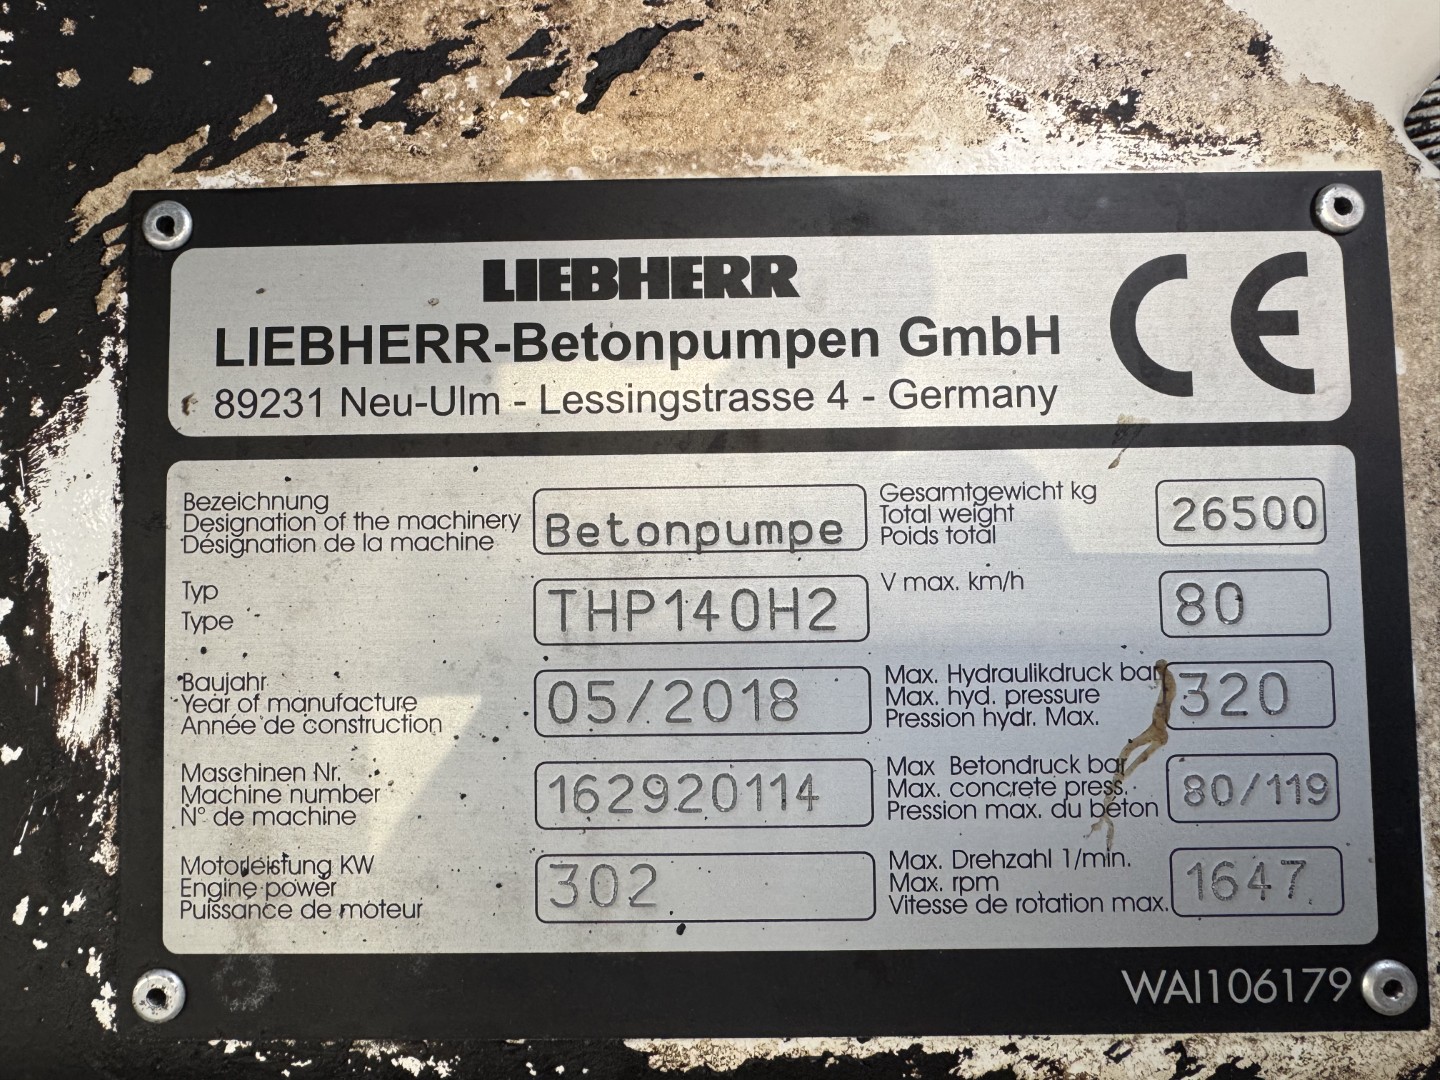 LIEBHERR
LIEBHERR-Betonpumpen GmbH
89231 Neu-Ulm - Lessingstrasse 4 - Germany
CE
Bezeichnung
Designation of the machinery
Désignation de la machine
Betonpumpe
Gesamtgewicht kg
Total weight
Poids total
26500
Typ
Type
THP140H2
V max. km/h
80
Baujahr
Year of manufacture
Année de construction
05/2018
Max. Hydraulikdruck bar
Max. hyd. pressure
Pression hydr. Max.
320
Maschinen Nr.
Machine number
N° de machine
162920114
Max Betondruck bar
Max. concrete press.
Pression max. du béton
80/119
Motorleistung KW
Engine power
Puissance de moteur
302
Max. Drehzahl 1/min.
Max. rpm
Vitesse de rotation max.
1647
WAI106179